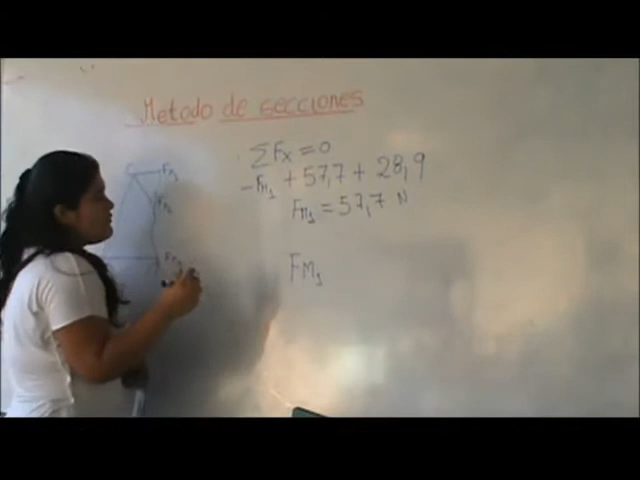 Metodo de secciones
ΣFx = 0
-FM₁ + 57,7 + 28,9
FM₁ = 57,7 N
FM₁